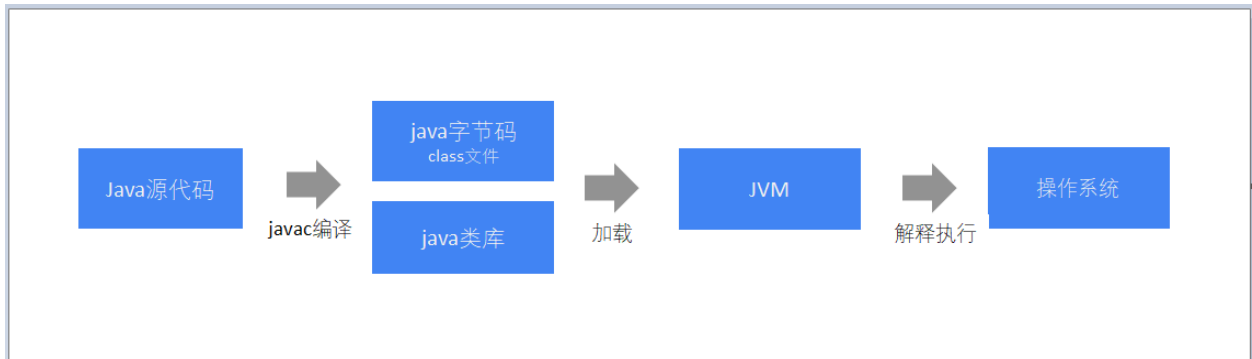 Java源代码
javac编译
java字节码
class文件
java类库
加载
JVM
解释执行
操作系统